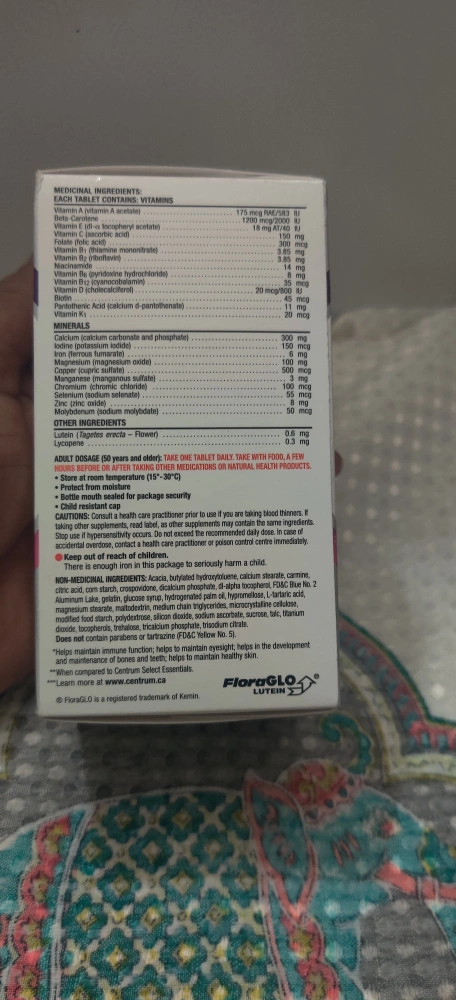 MEDICINAL INGREDIENTS:
EACH TABLET CONTAINS: VITAMINS
Vitamin A (vitamin A acetate) 175 mcg RAE/583 IU
Beta-Carotene 1200 mcg/2000 IU
Vitamin E (dl-α tocopheryl acetate) 18 mg AT/40 IU
Vitamin C (ascorbic acid) 150 mg
Folate (folic acid) 300 mcg
Vitamin B1 (thiamine mononitrate) 3.85 mg
Vitamin B2 (riboflavin) 3.85 mg
Niacinamide 14 mg
Vitamin B6 (pyridoxine hydrochloride) 8 mg
Vitamin B12 (cyanocobalamin) 35 mcg
Vitamin D (cholecalciferol) 20 mcg/800 IU
Biotin 45 mcg
Pantothenic Acid (calcium d-pantothenate) 11 mg
Vitamin K1 20 mcg
MINERALS
Calcium (calcium carbonate and phosphate) 300 mg
Iodine (potassium iodide) 150 mcg
Iron (ferrous fumarate) 6 mg
Magnesium (magnesium oxide) 100 mg
Copper (cupric sulfate) 500 mcg
Manganese (manganous sulfate) 3 mg
Chromium (chromic chloride) 100 mcg
Selenium (sodium selenate) 55 mcg
Zinc (zinc oxide) 8 mg
Molybdenum (sodium molybdate) 50 mcg
OTHER INGREDIENTS
Lutein (Tagetes erecta – Flower) 0.6 mg
Lycopene 0.3 mg
ADULT DOSAGE (50 years and older): TAKE ONE TABLET DAILY. TAKE WITH FOOD, A FEW
HOURS BEFORE OR AFTER TAKING OTHER MEDICATIONS OR NATURAL HEALTH PRODUCTS.
• Store at room temperature (15°-30°C)
• Protect from moisture
• Bottle mouth sealed for package security
• Child resistant cap
CAUTIONS: Consult a health care practitioner prior to use if you are taking blood thinners. If
taking other supplements, read label, as other supplements may contain the same ingredients.
Stop use if hypersensitivity occurs. Do not exceed the recommended daily dose. In case of
accidental overdose, contact a health care practitioner or poison control centre immediately.
Keep out of reach of children.
There is enough iron in this package to seriously harm a child.
NON-MEDICINAL INGREDIENTS: Acacia, butylated hydroxytoluene, calcium stearate, carmine,
citric acid, corn starch, crospovidone, dicalcium phosphate, dl-alpha tocopherol, FD&C Blue No. 2
Aluminum Lake, gelatin, glucose syrup, hydrogenated palm oil, hypromellose, L-tartaric acid,
magnesium stearate, maltodextrin, medium chain triglycerides, microcrystalline cellulose,
modified food starch, polydextrose, silicon dioxide, sodium ascorbate, sucrose, talc, titanium
dioxide, tocopherols, trehalose, tricalcium phosphate, trisodium citrate.
Does not contain parabens or tartrazine (FD&C Yellow No. 5).
*Helps maintain immune function; helps to maintain eyesight; helps in the development
and maintenance of bones and teeth; helps to maintain healthy skin.
**When compared to Centrum Select Essentials.
***Learn more at www.centrum.ca
FloraGLO®
LUTEIN
® FloraGLO is a registered trademark of Kemin.